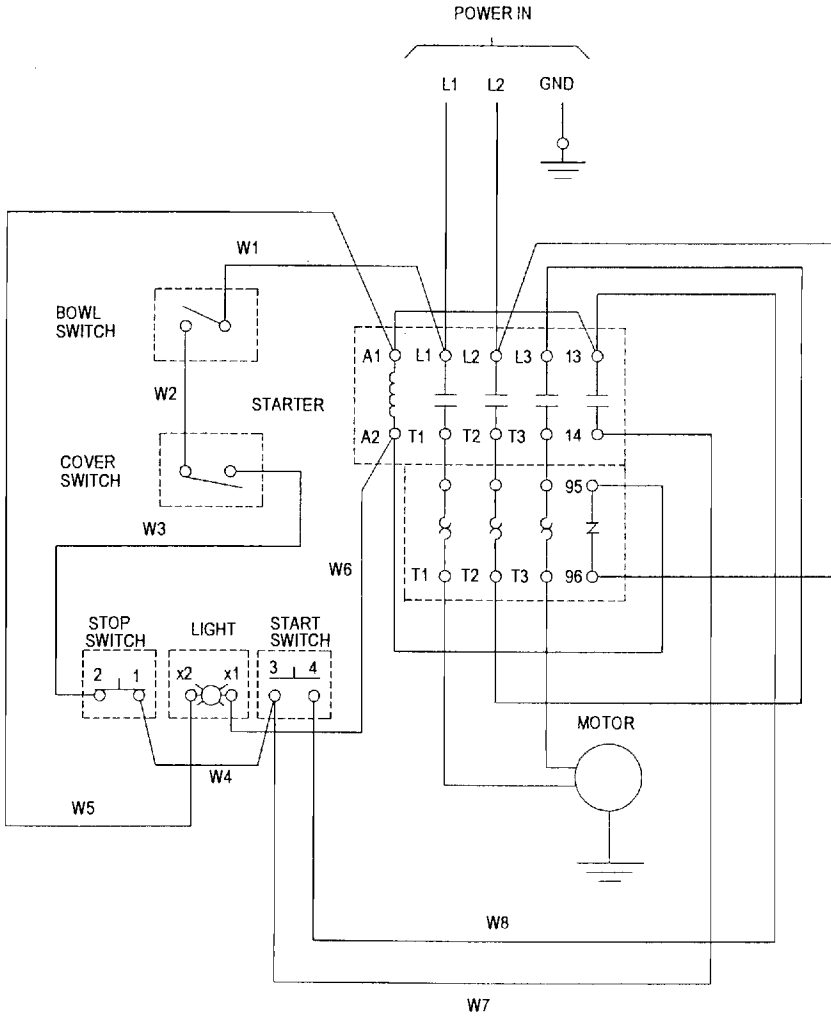 POWER IN
L1 L2 GND
W1
BOWL
SWITCH
A1 L1 L2 L3 13
W2
STARTER
A2 T1 T2 T3 14
COVER
SWITCH
95
W3
W6
T1 T2 T3 96
STOP
SWITCH
LIGHT
START
SWITCH
2 1
x2 x1
3 4
MOTOR
W4
W5
W8
W7